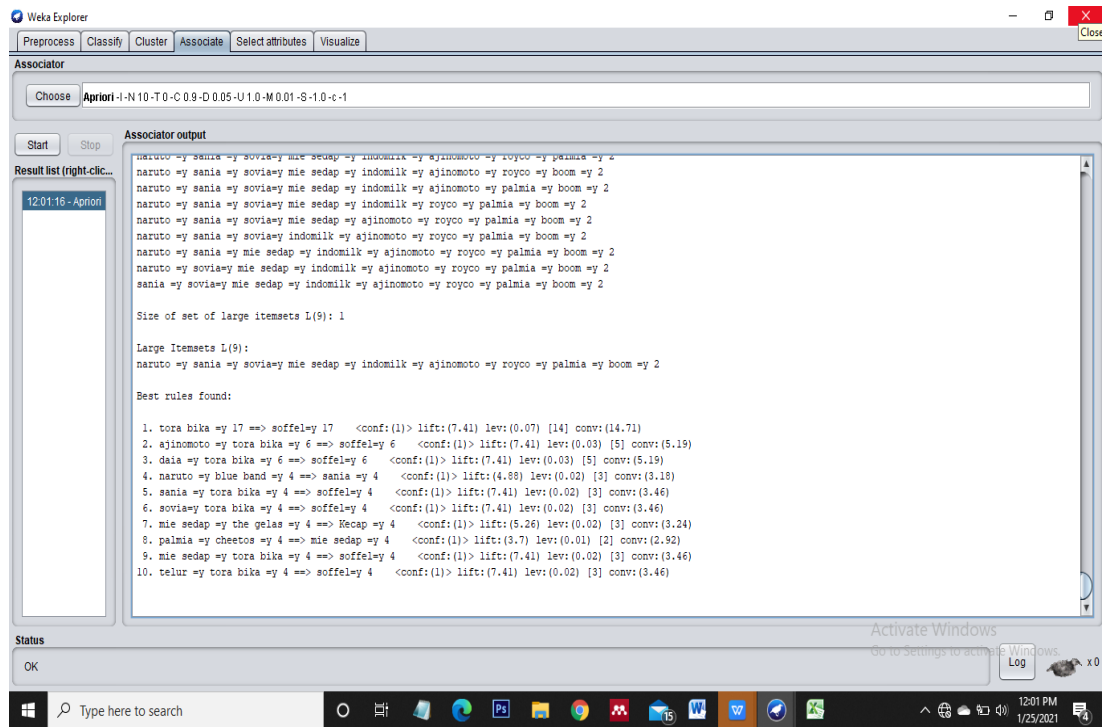 Weka Explorer
Close
Preprocess Classify Cluster Associate Select attributes Visualize
Associator
Choose Apriori -I -N 10 -T 0 -C 0.9 -D 0.05 -U 1.0 -M 0.01 -S -1.0 -c -1
Start Stop
Associator output
Result list (right-clic...
12:01:16 - Apriori
naruto =y sania =y sovia=y mie sedap =y indomilk =y ajinomoto =y royco =y palmia =y 2
naruto =y sania =y sovia=y mie sedap =y indomilk =y ajinomoto =y royco =y boom =y 2
naruto =y sania =y sovia=y mie sedap =y indomilk =y ajinomoto =y palmia =y boom =y 2
naruto =y sania =y sovia=y mie sedap =y indomilk =y royco =y palmia =y boom =y 2
naruto =y sania =y sovia=y mie sedap =y ajinomoto =y royco =y palmia =y boom =y 2
naruto =y sania =y sovia=y indomilk =y ajinomoto =y royco =y palmia =y boom =y 2
naruto =y sania =y mie sedap =y indomilk =y ajinomoto =y royco =y palmia =y boom =y 2
naruto =y sovia=y mie sedap =y indomilk =y ajinomoto =y royco =y palmia =y boom =y 2
sania =y sovia=y mie sedap =y indomilk =y ajinomoto =y royco =y palmia =y boom =y 2
Size of set of large itemsets L(9): 1
Large Itemsets L(9):
naruto =y sania =y sovia=y mie sedap =y indomilk =y ajinomoto =y royco =y palmia =y boom =y 2
Best rules found:
1. tora bika =y 17 ==> soffel=y 17 <conf:(1)> lift:(7.41) lev:(0.07) [14] conv:(14.71)
2. ajinomoto =y tora bika =y 6 ==> soffel=y 6 <conf:(1)> lift:(7.41) lev:(0.03) [5] conv:(5.19)
3. daia =y tora bika =y 6 ==> soffel=y 6 <conf:(1)> lift:(7.41) lev:(0.03) [5] conv:(5.19)
4. naruto =y blue band =y 4 ==> sania =y 4 <conf:(1)> lift:(4.88) lev:(0.02) [3] conv:(3.18)
5. sania =y tora bika =y 4 ==> soffel=y 4 <conf:(1)> lift:(7.41) lev:(0.02) [3] conv:(3.46)
6. sovia=y tora bika =y 4 ==> soffel=y 4 <conf:(1)> lift:(7.41) lev:(0.02) [3] conv:(3.46)
7. mie sedap =y the gelas =y 4 ==> Kecap =y 4 <conf:(1)> lift:(5.26) lev:(0.02) [3] conv:(3.24)
8. palmia =y cheetos =y 4 ==> mie sedap =y 4 <conf:(1)> lift:(3.7) lev:(0.01) [2] conv:(2.92)
9. mie sedap =y tora bika =y 4 ==> soffel=y 4 <conf:(1)> lift:(7.41) lev:(0.02) [3] conv:(3.46)
10. telur =y tora bika =y 4 ==> soffel=y 4 <conf:(1)> lift:(7.41) lev:(0.02) [3] conv:(3.46)
Activate Windows
Go to Settings to activate Windows.
Status
OK
Log
x 0
Type here to search
Ps
15
12:01 PM
1/25/2021
4